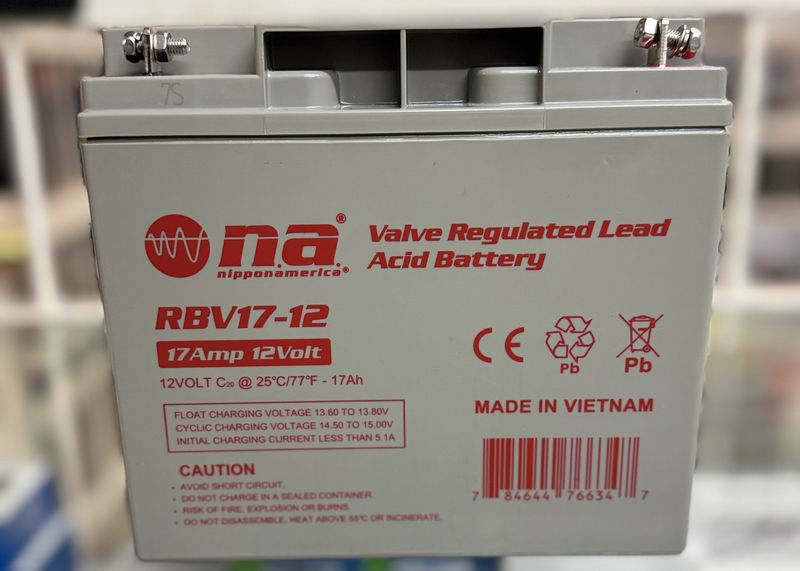 7S
n.a.®
nipponamerica®
Valve Regulated Lead
Acid Battery
RBV17-12
17Amp 12Volt
12VOLT C₂₀ @ 25°C/77°F - 17Ah
FLOAT CHARGING VOLTAGE 13.60 TO 13.80V
CYCLIC CHARGING VOLTAGE 14.50 TO 15.00V
INITIAL CHARGING CURRENT LESS THAN 5.1A
CAUTION
• AVOID SHORT CIRCUIT.
• DO NOT CHARGE IN A SEALED CONTAINER.
• RISK OF FIRE, EXPLOSION OR BURNS.
• DO NOT DISASSEMBLE, HEAT ABOVE 55°C OR INCINERATE.
CE
Pb
Pb
MADE IN VIETNAM
7 84644 76634 7